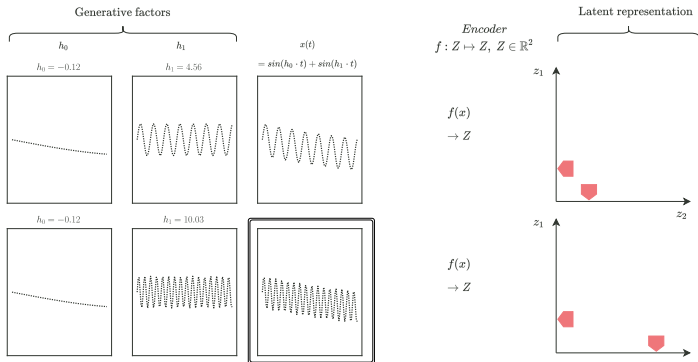 Generative factors
Encoder
Latent representation
h₀
h₁
x(t)
f : Z ↦ Z, Z ∈ ℝ²
h₀ = −0.12
h₁ = 4.56
= sin(h₀ · t) + sin(h₁ · t)
z₁
f(x)
→ Z
z₂
h₀ = −0.12
h₁ = 10.03
z₁
f(x)
→ Z